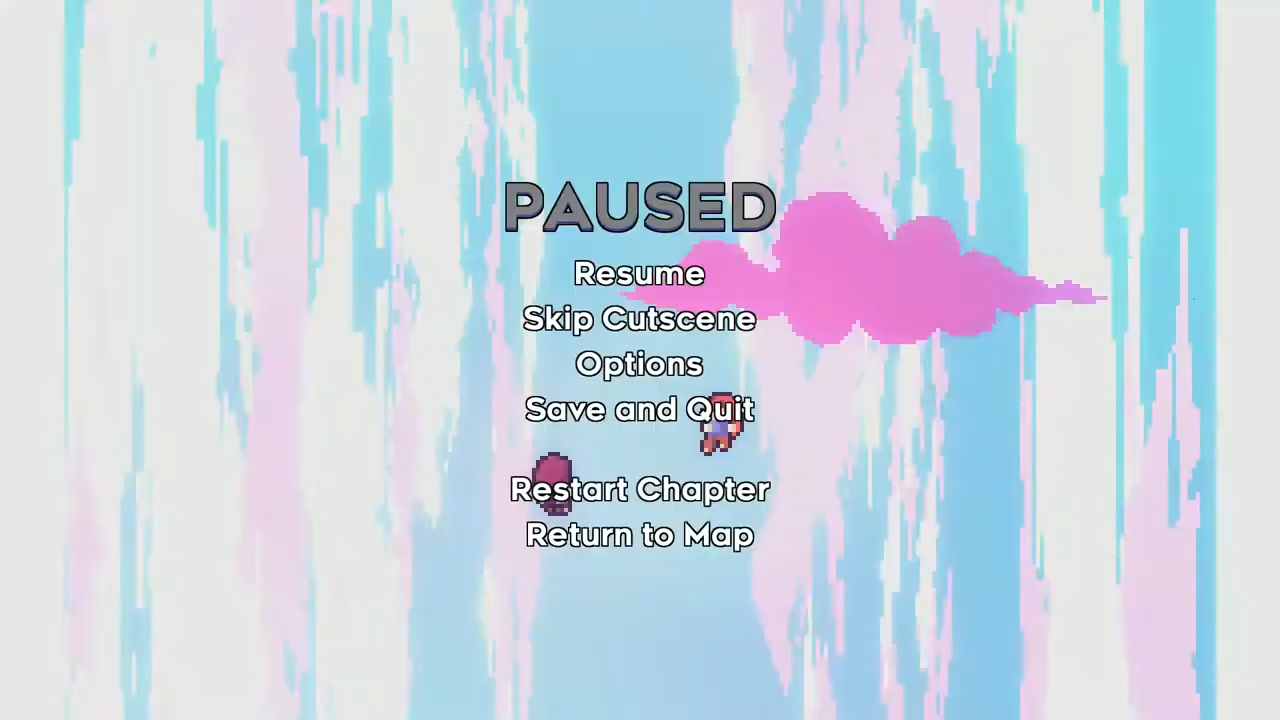 PAUSED
Resume
Skip Cutscene
Options
Save and Quit
Restart Chapter
Return to Map